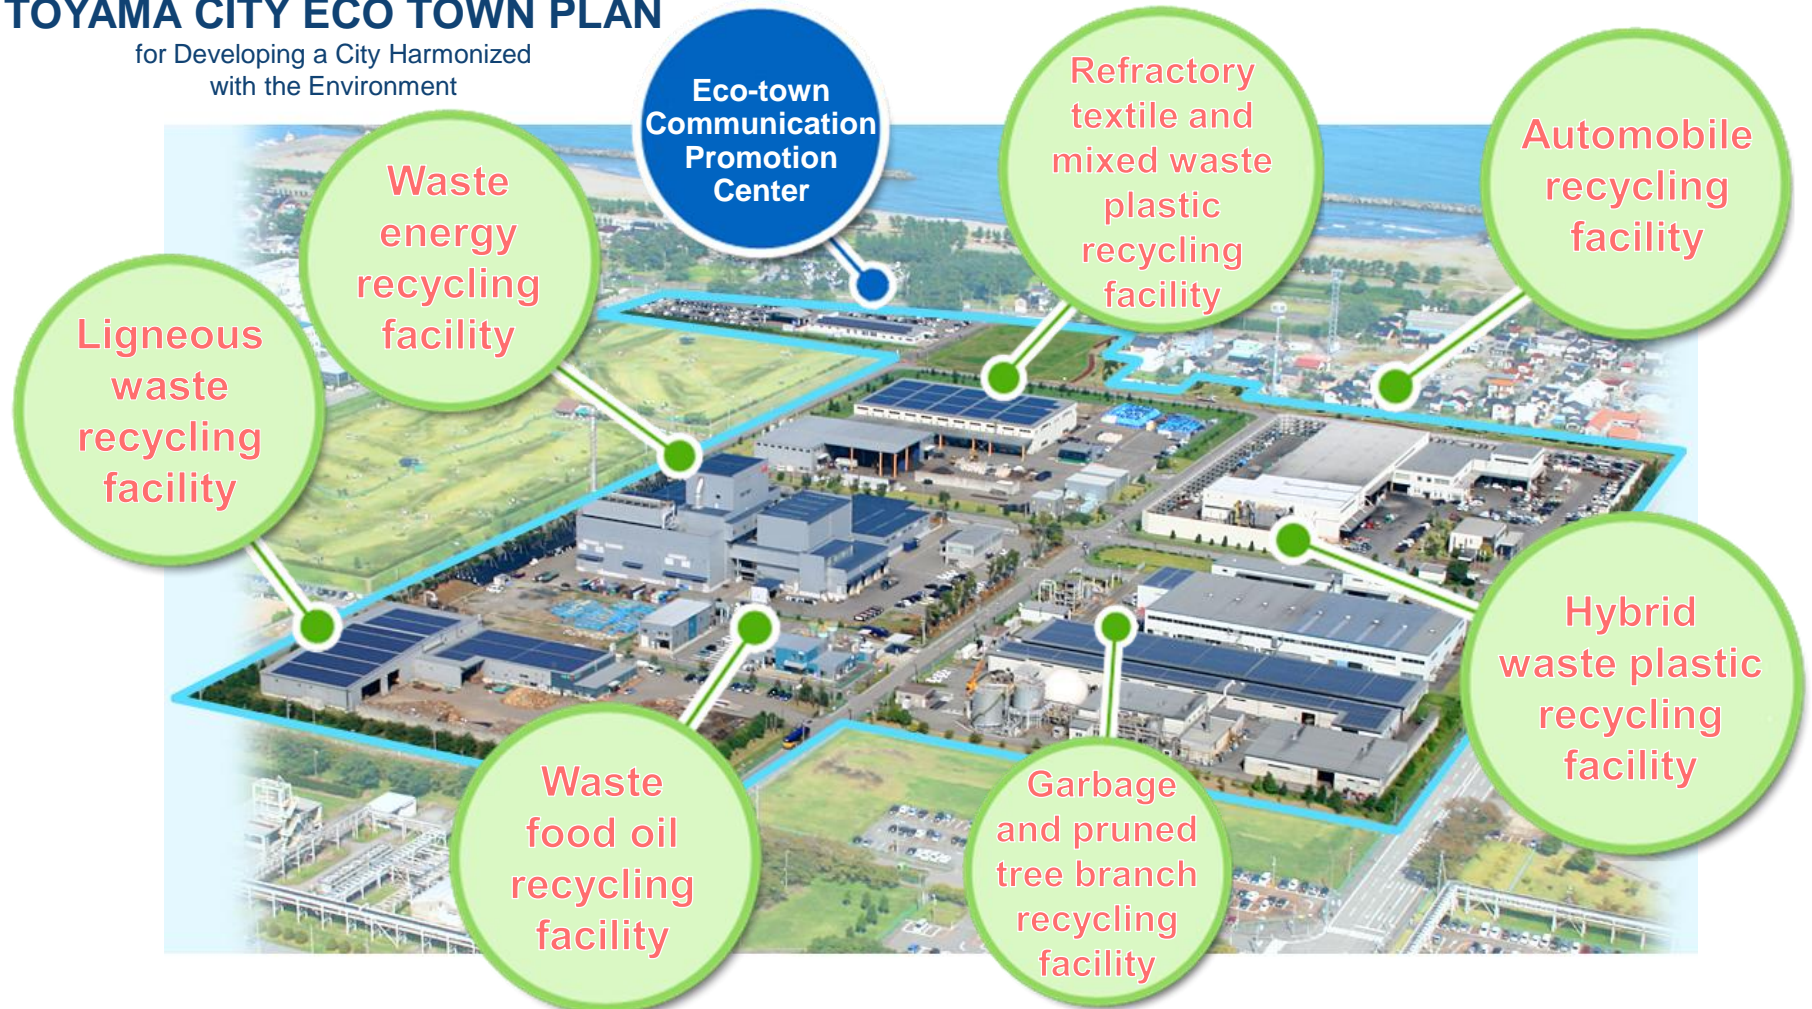 TOYAMA CITY ECO TOWN PLAN
for Developing a City Harmonized
with the Environment
Eco-town
Communication
Promotion
Center
Refractory
textile and
mixed waste
plastic
recycling
facility
Automobile
recycling
facility
Waste
energy
recycling
facility
Ligneous
waste
recycling
facility
Hybrid
waste plastic
recycling
facility
Waste
food oil
recycling
facility
Garbage
and pruned
tree branch
recycling
facility